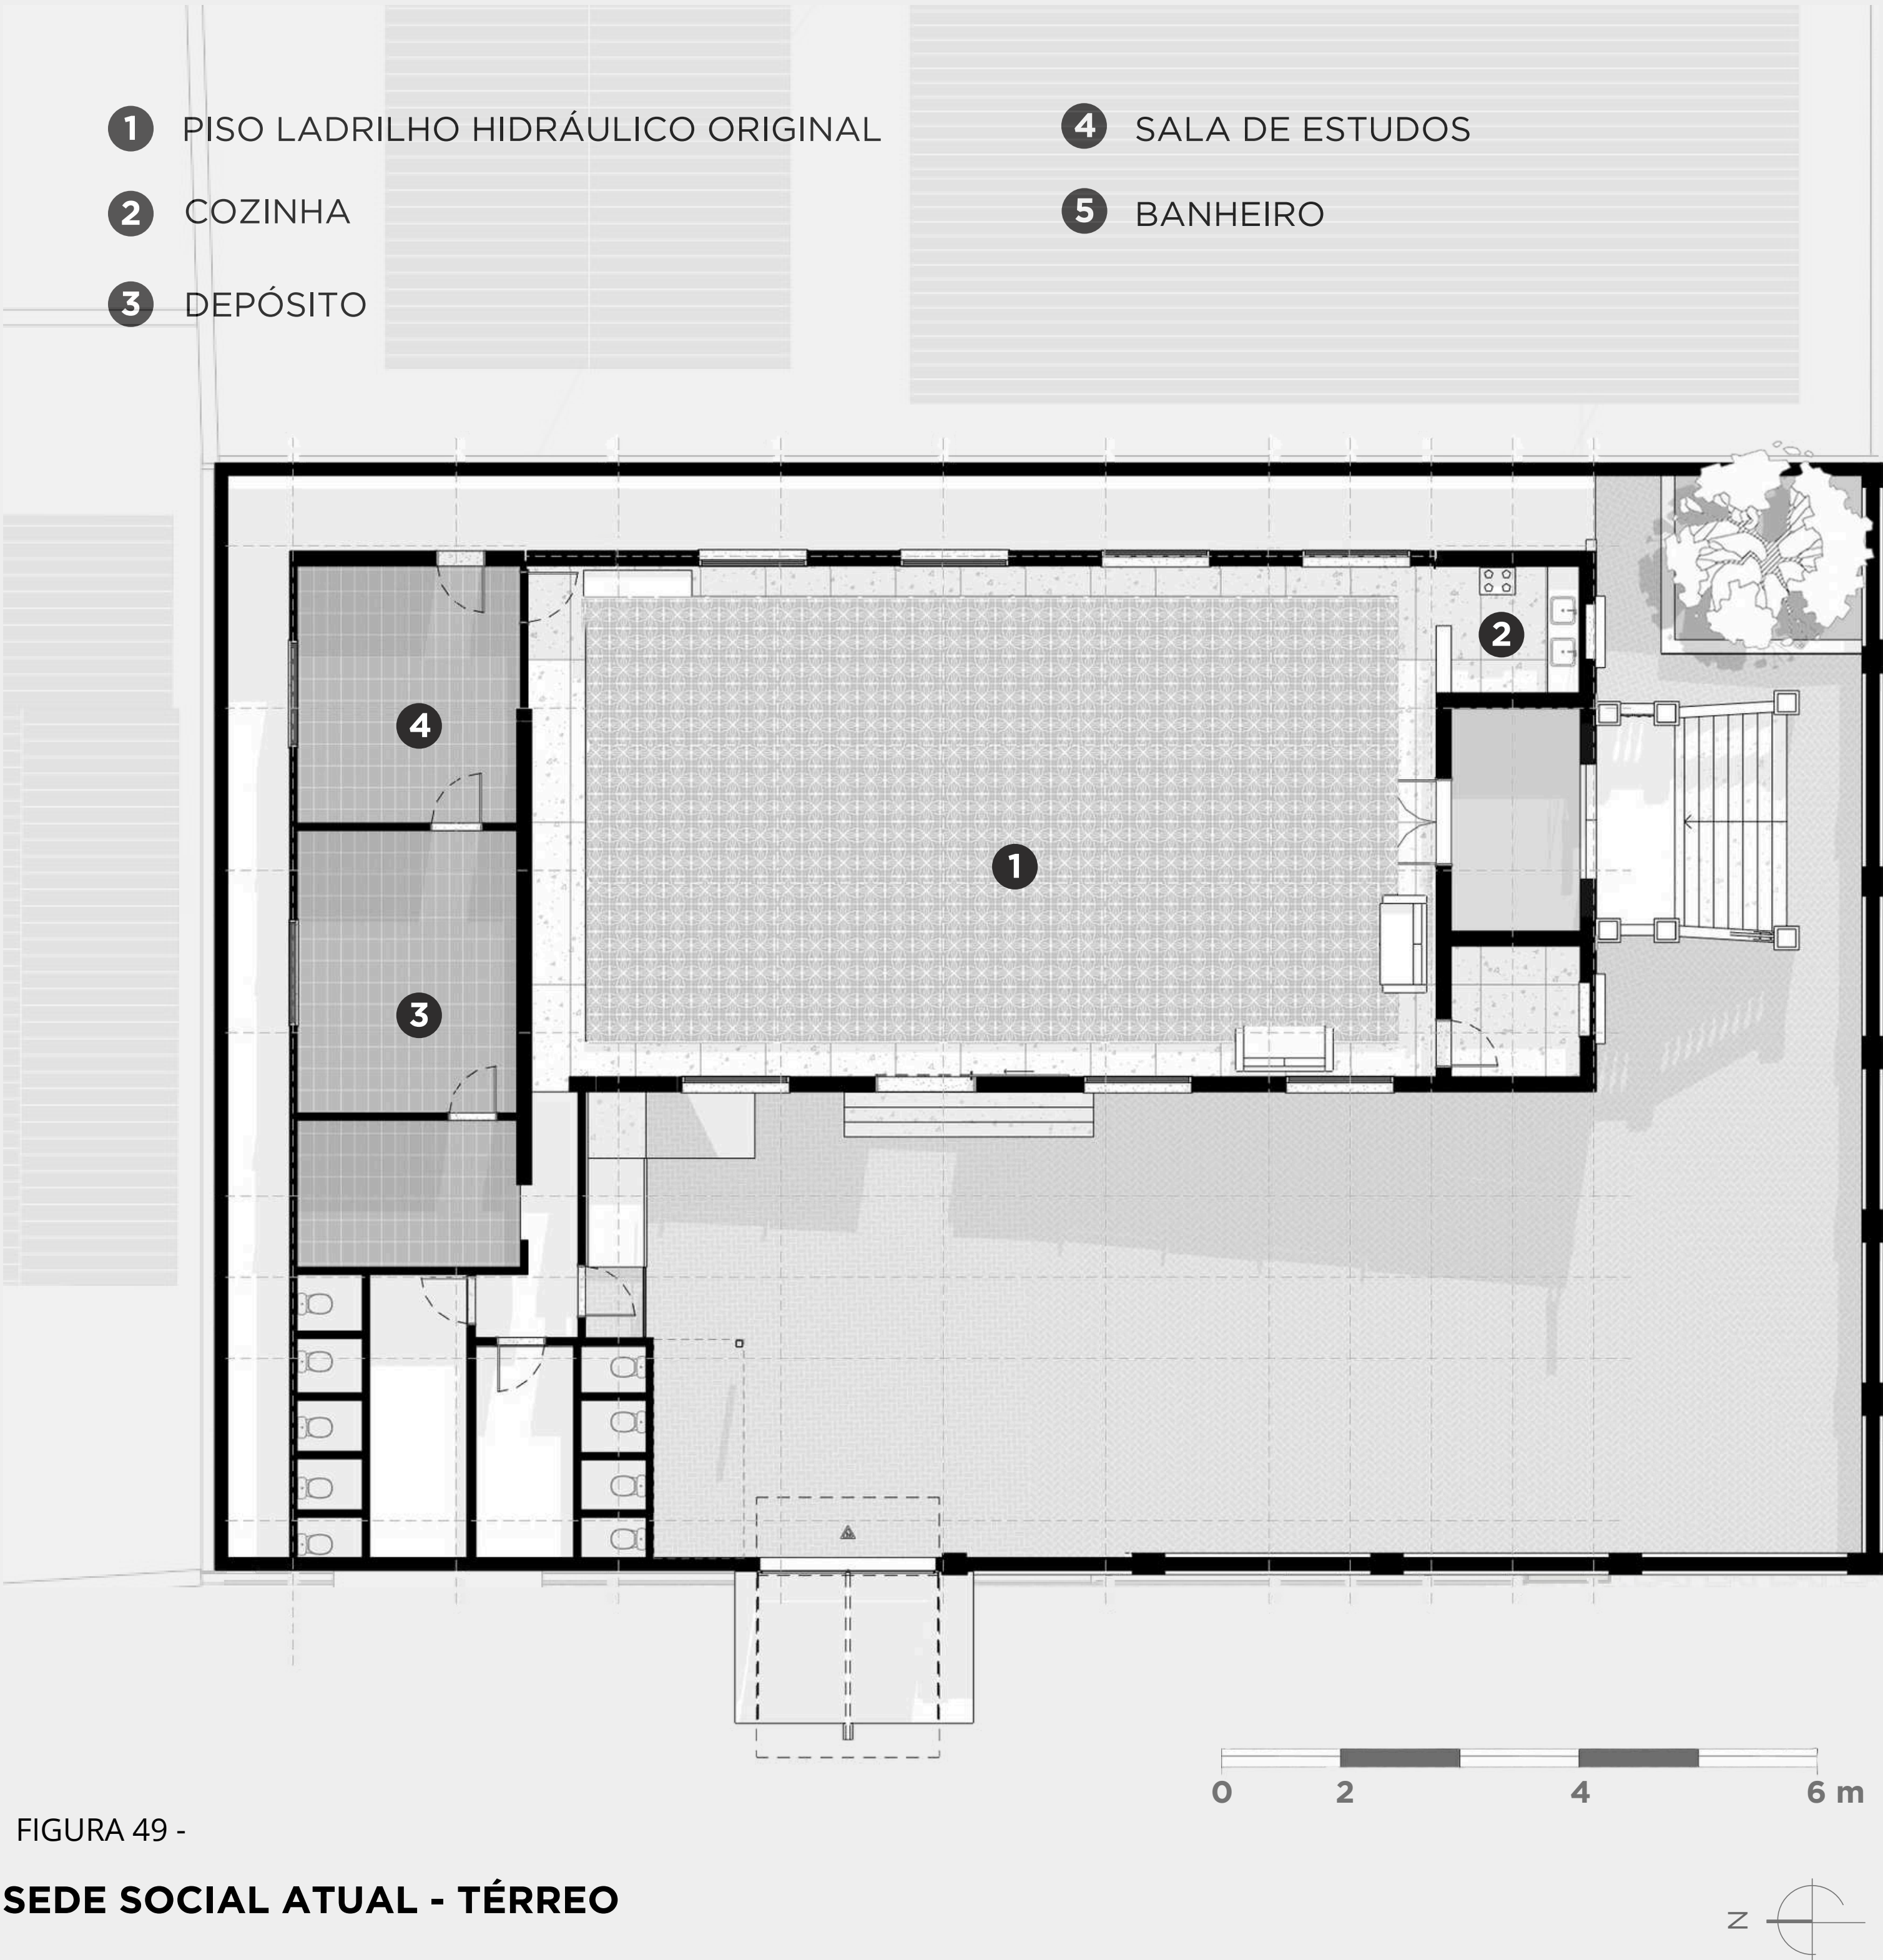 1 PISO LADRILHO HIDRÁULICO ORIGINAL
2 COZINHA
3 DEPÓSITO
4 SALA DE ESTUDOS
5 BANHEIRO
2
4
1
3
0 2 4 6 m
FIGURA 49 -
SEDE SOCIAL ATUAL - TÉRREO
N